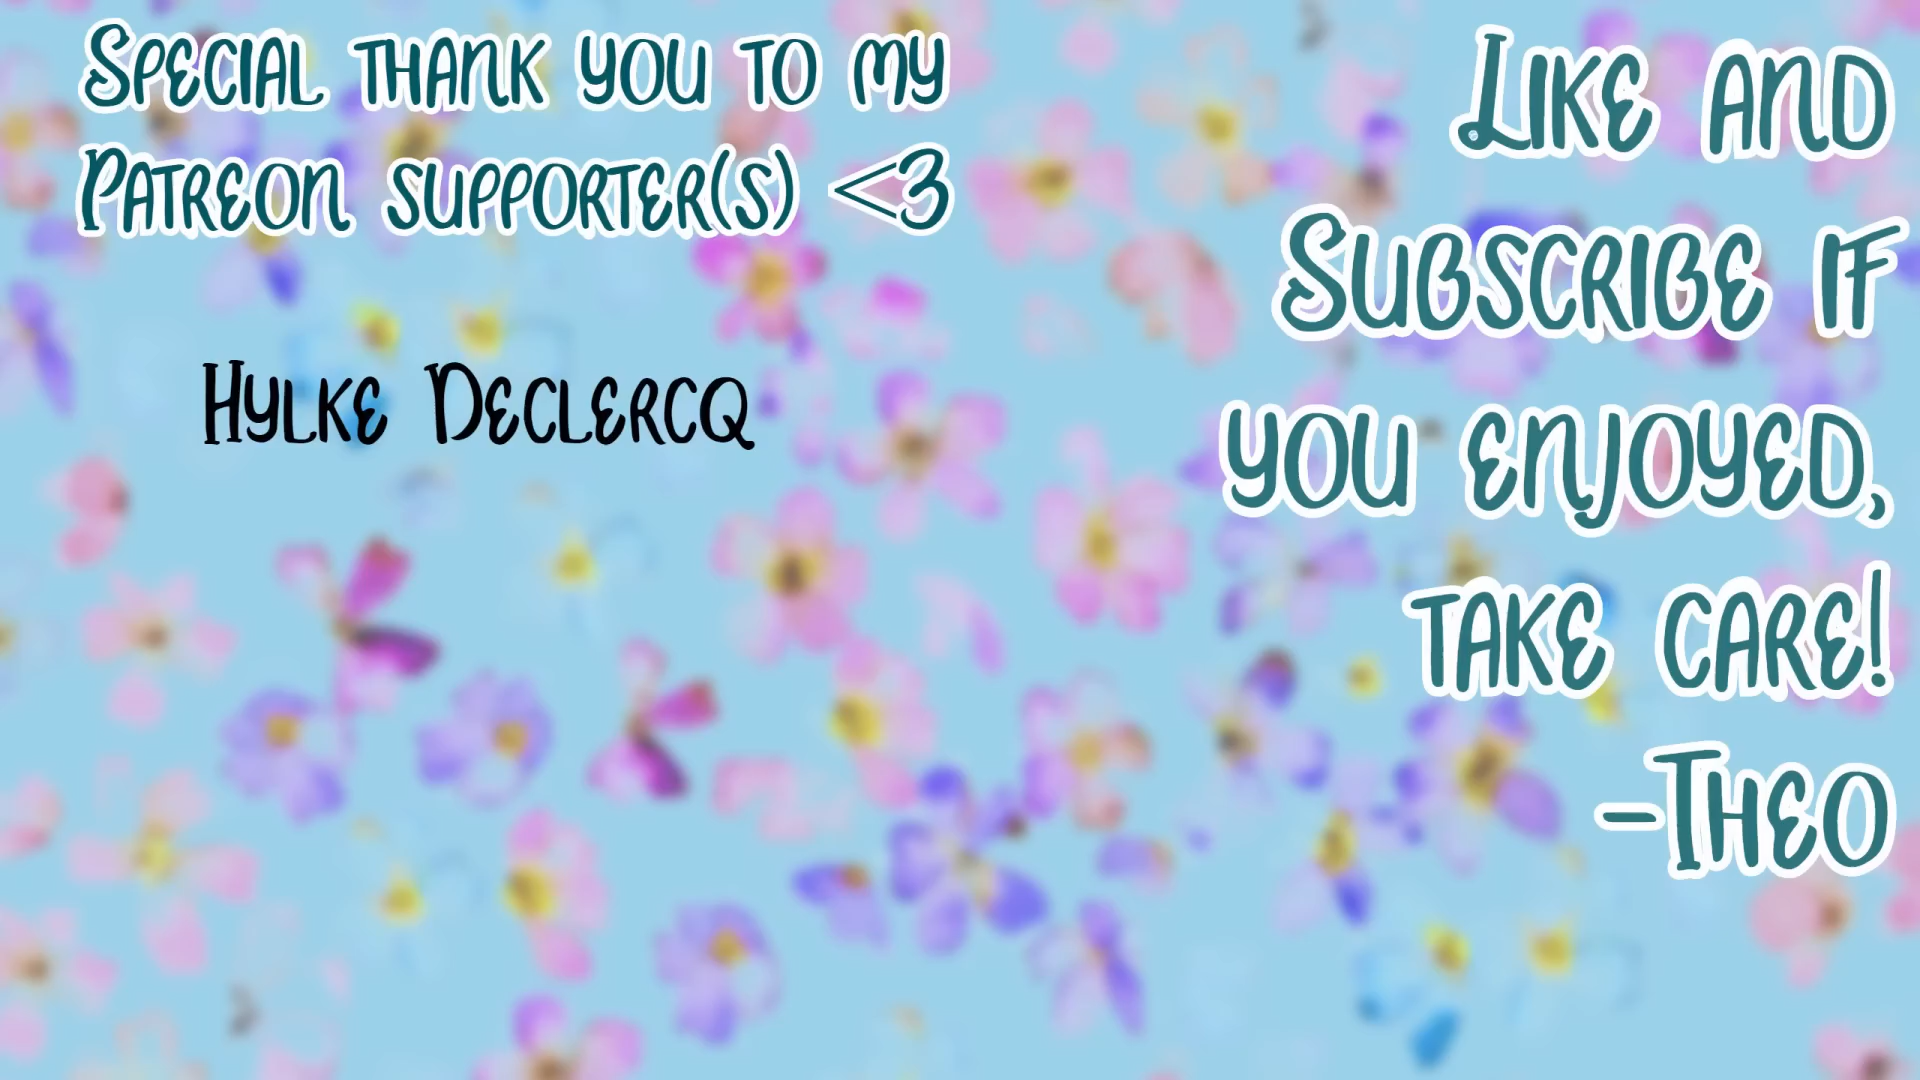 Special thank you to my
Patreon supporter(s) <3
Hylke Declercq
Like and
Subscribe if
you enjoyed,
take care!
-Theo